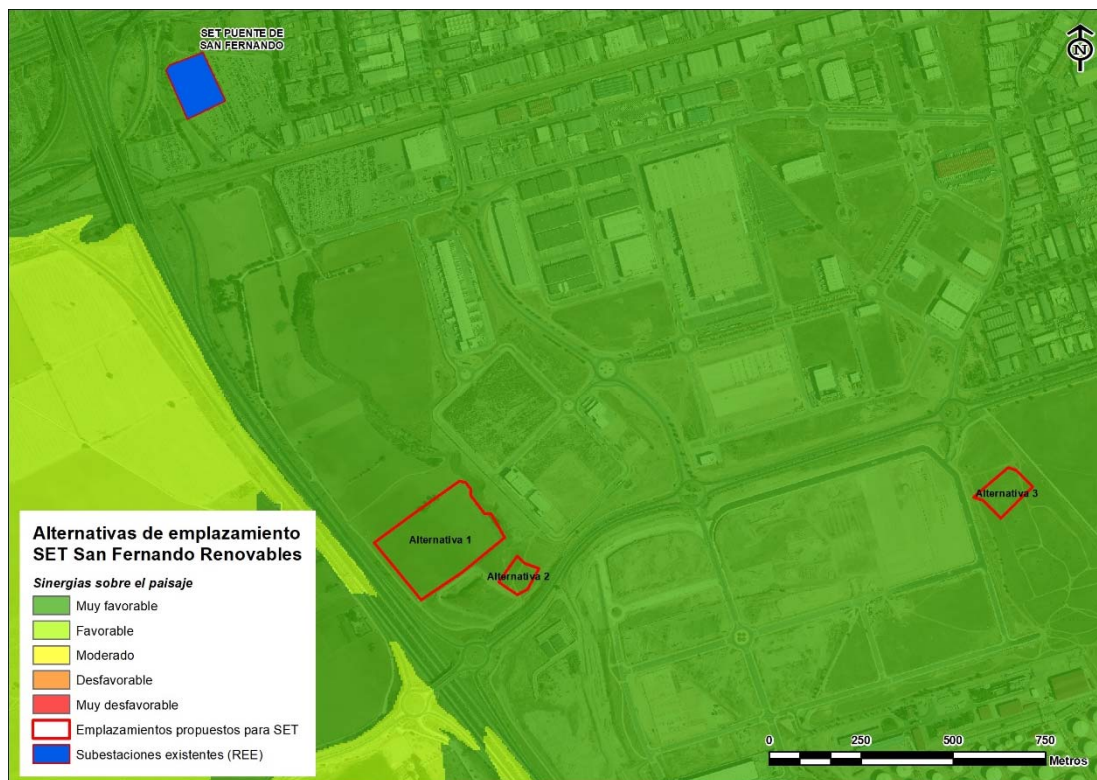 SET PUENTE DE
SAN FERNANDO
N
Alternativa 1
Alternativa 2
Alternativa 3
Alternativas de emplazamiento
SET San Fernando Renovables
Sinergias sobre el paisaje
Muy favorable
Favorable
Moderado
Desfavorable
Muy desfavorable
Emplazamientos propuestos para SET
Subestaciones existentes (REE)
0 250 500 750
Metros